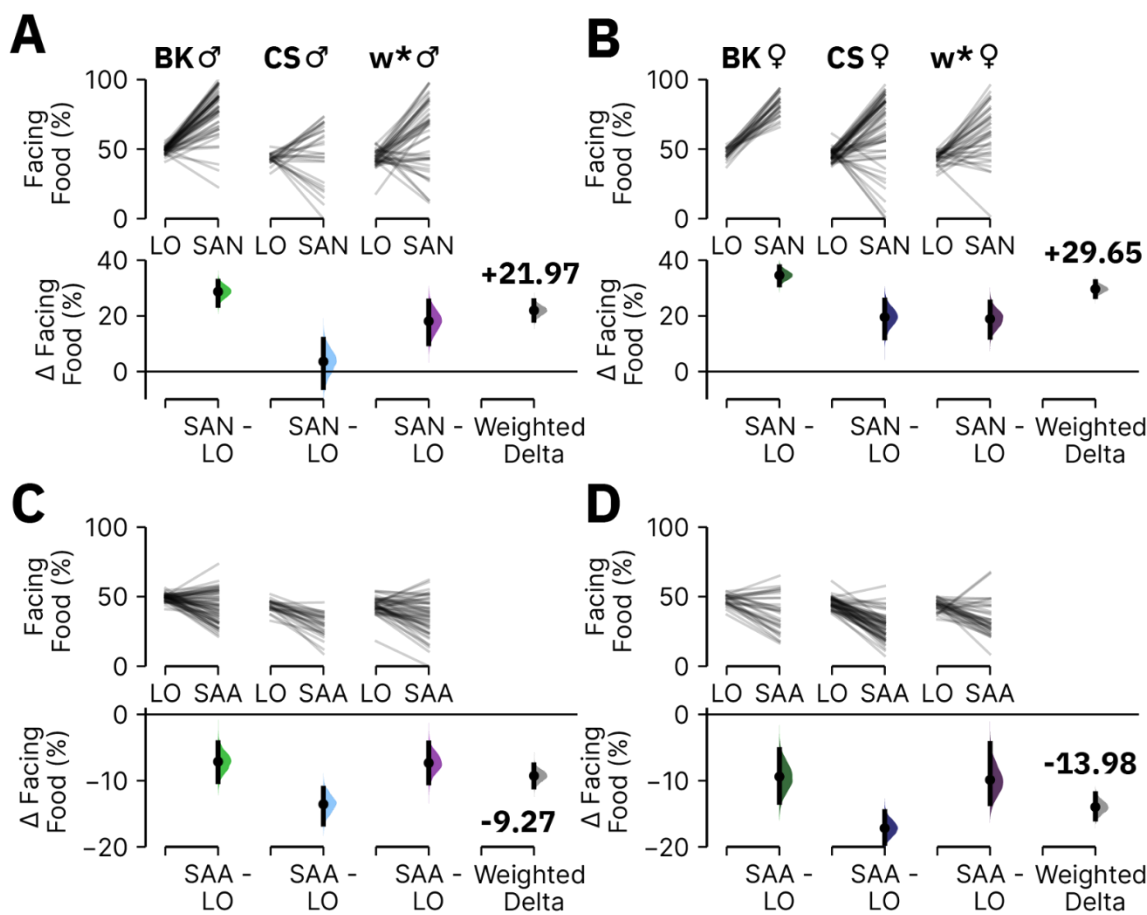 A
BK ♂ CS ♂ w* ♂
Facing
Food (%)
100
50
0
LO SAN LO SAN LO SAN
Δ Facing
Food (%)
40
20
0
+21.97
SAN -
LO
SAN -
LO
SAN -
LO
Weighted
Delta
B
BK ♀ CS ♀ w* ♀
Facing
Food (%)
100
50
0
LO SAN LO SAN LO SAN
Δ Facing
Food (%)
40
20
0
+29.65
SAN -
LO
SAN -
LO
SAN -
LO
Weighted
Delta
C
Facing
Food (%)
100
50
0
LO SAA LO SAA LO SAA
Δ Facing
Food (%)
0
−10
−20
-9.27
SAA -
LO
SAA -
LO
SAA -
LO
Weighted
Delta
D
Facing
Food (%)
100
50
0
LO SAA LO SAA LO SAA
Δ Facing
Food (%)
0
−10
−20
-13.98
SAA -
LO
SAA -
LO
SAA -
LO
Weighted
Delta